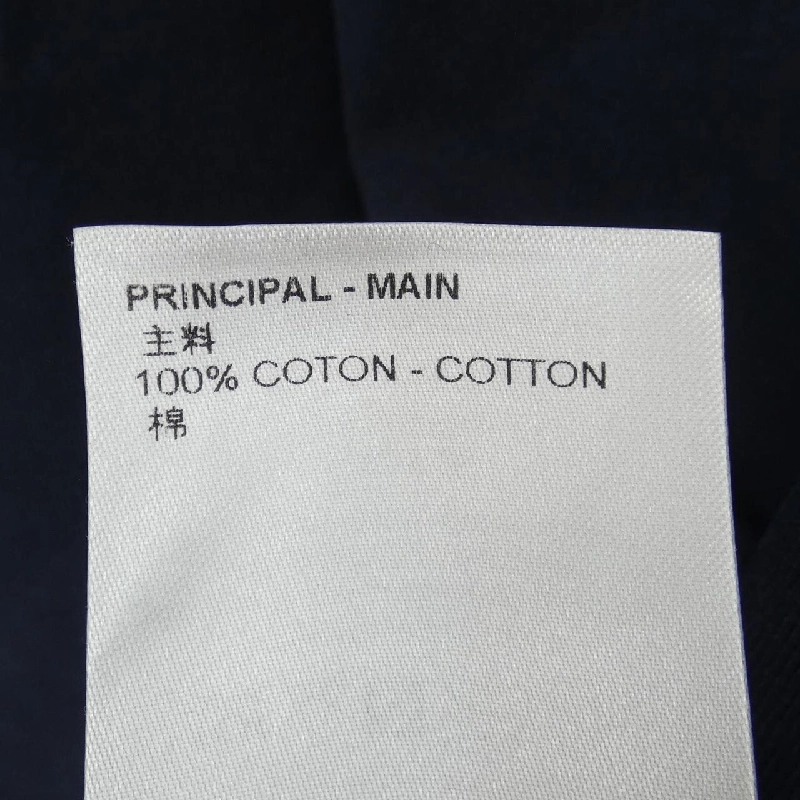 PRINCIPAL - MAIN
主料
100% COTON - COTTON
棉